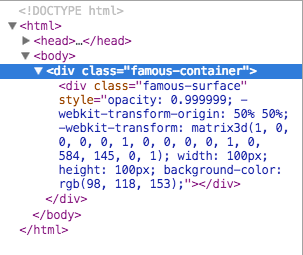 <!DOCTYPE html>
▼<html>
▶<head>…</head>
▼<body>
▼<div class="famous-container">
<div class="famous-surface"
style="opacity: 0.999999; -
webkit-transform-origin: 50% 50%;
-webkit-transform: matrix3d(1, 0,
0, 0, 0, 1, 0, 0, 0, 0, 1, 0,
584, 145, 0, 1); width: 100px;
height: 100px; background-color:
rgb(98, 118, 153);"></div>
</div>
</body>
</html>